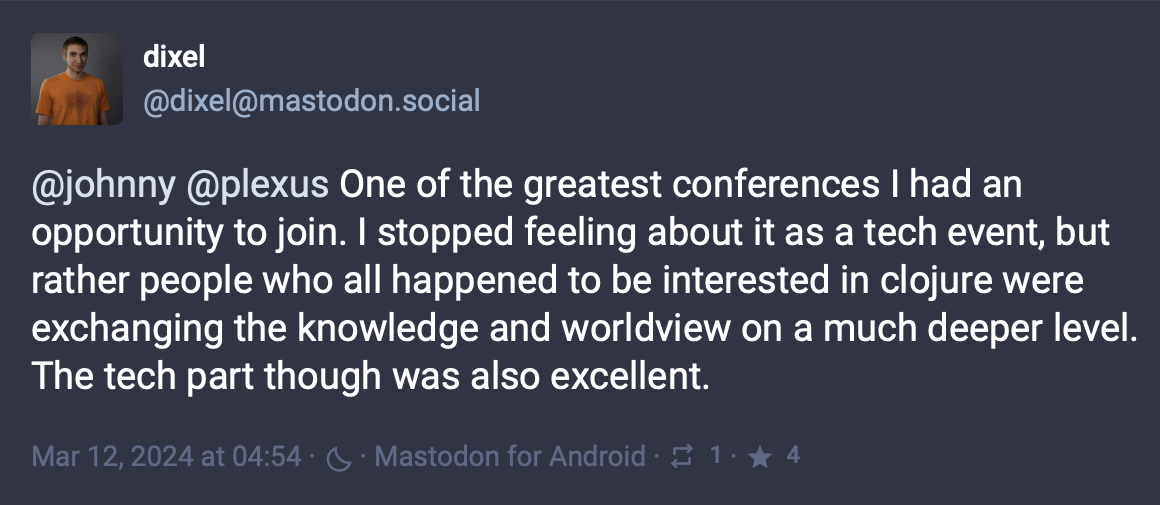 dixel
@dixel@mastodon.social
@johnny @plexus One of the greatest conferences I had an
opportunity to join. I stopped feeling about it as a tech event, but
rather people who all happened to be interested in clojure were
exchanging the knowledge and worldview on a much deeper level.
The tech part though was also excellent.
Mar 12, 2024 at 04:54 · · Mastodon for Android · 1 · 4